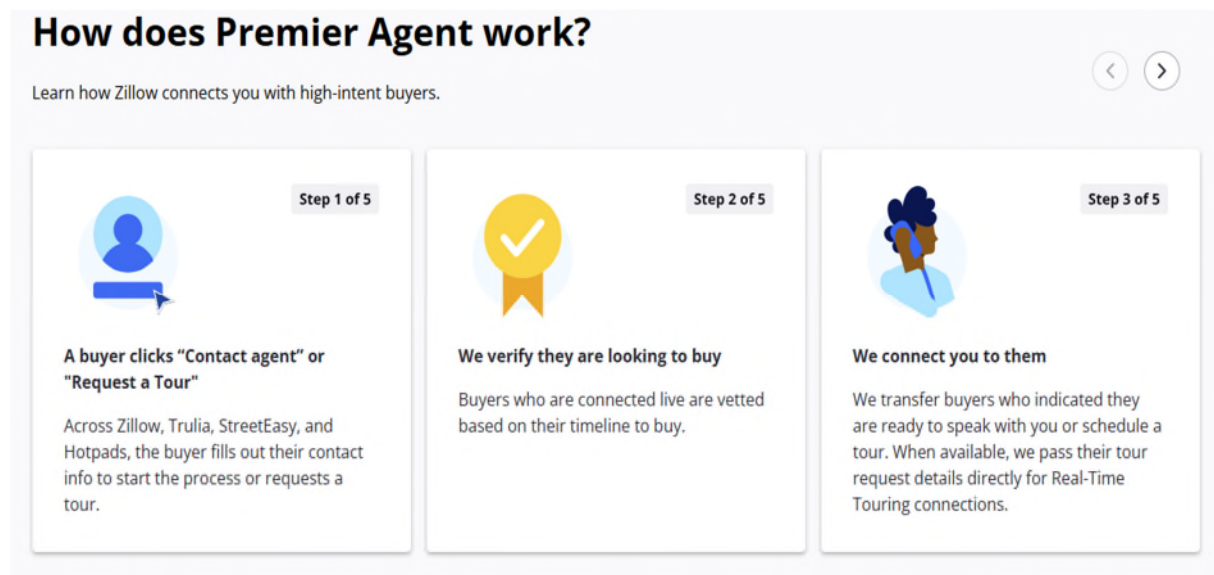 How does Premier Agent work?
Learn how Zillow connects you with high-intent buyers.
Step 1 of 5
A buyer clicks “Contact agent” or
"Request a Tour"
Across Zillow, Trulia, StreetEasy, and
Hotpads, the buyer fills out their contact
info to start the process or requests a
tour.
Step 2 of 5
We verify they are looking to buy
Buyers who are connected live are vetted
based on their timeline to buy.
Step 3 of 5
We connect you to them
We transfer buyers who indicated they
are ready to speak with you or schedule a
tour. When available, we pass their tour
request details directly for Real-Time
Touring connections.